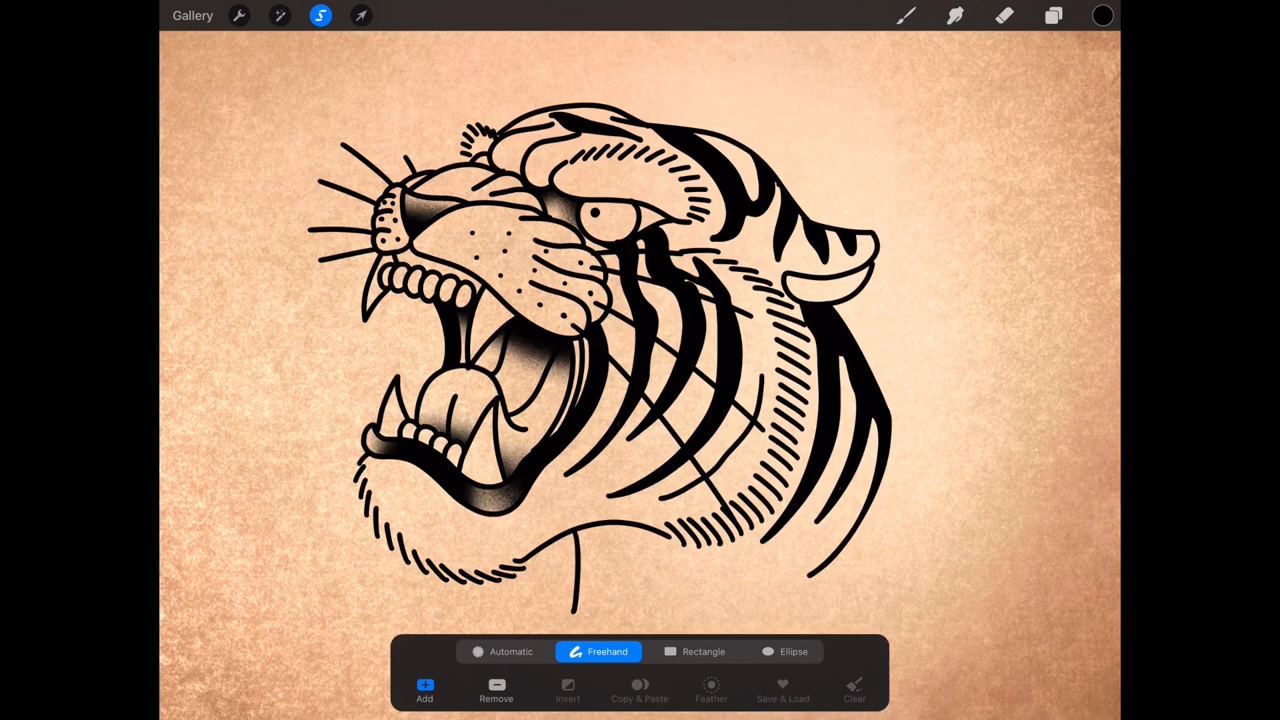 Gallery
Automatic Freehand Rectangle Ellipse
Add Remove Invert Copy & Paste Feather Save & Load Clear